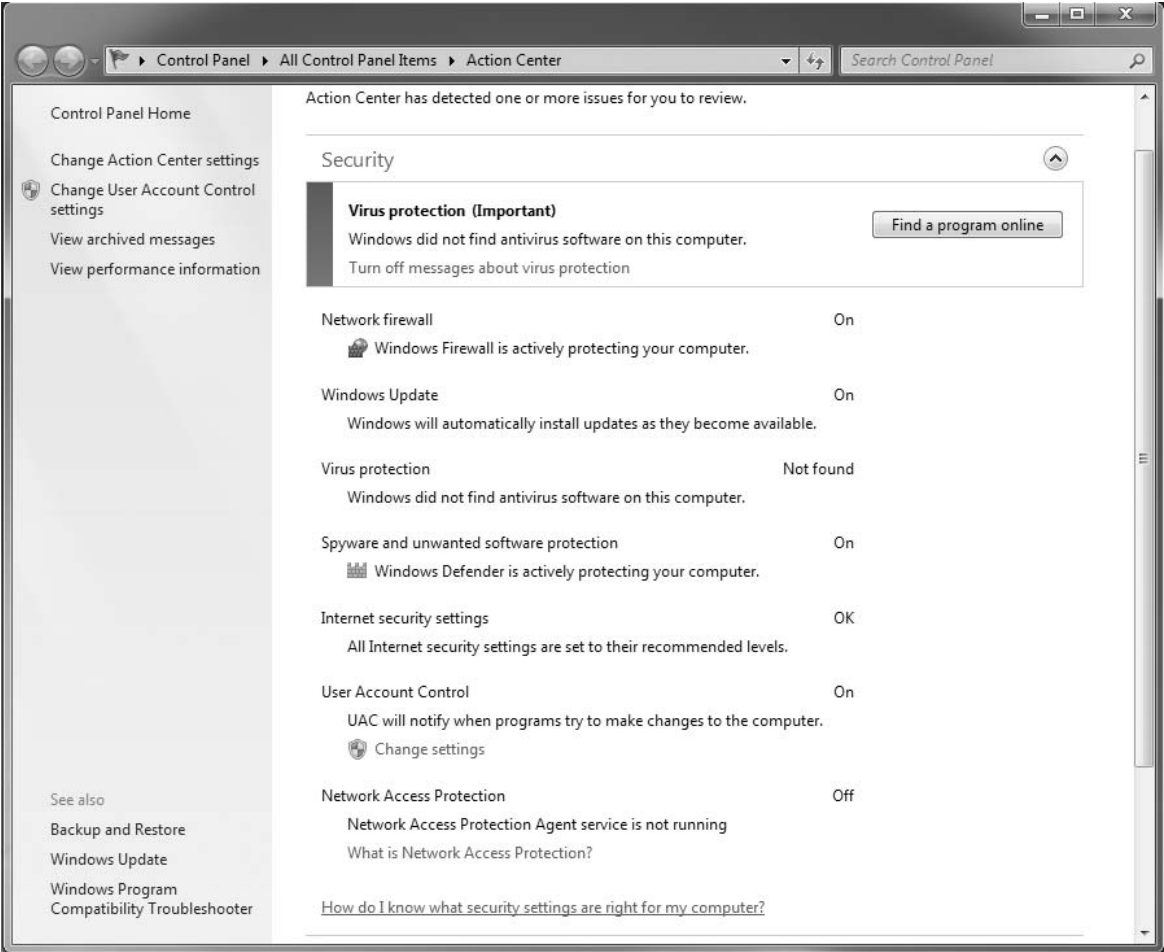 Control Panel All Control Panel Items Action Center
Search Control Panel
Control Panel Home
Change Action Center settings
Change User Account Control
settings
View archived messages
View performance information
See also
Backup and Restore
Windows Update
Windows Program
Compatibility Troubleshooter
Action Center has detected one or more issues for you to review.
Security
Virus protection (Important)
Windows did not find antivirus software on this computer.
Find a program online
Turn off messages about virus protection
Network firewall On
Windows Firewall is actively protecting your computer.
Windows Update On
Windows will automatically install updates as they become available.
Virus protection Not found
Windows did not find antivirus software on this computer.
Spyware and unwanted software protection On
Windows Defender is actively protecting your computer.
Internet security settings OK
All Internet security settings are set to their recommended levels.
User Account Control On
UAC will notify when programs try to make changes to the computer.
Change settings
Network Access Protection Off
Network Access Protection Agent service is not running
What is Network Access Protection?
How do I know what security settings are right for my computer?